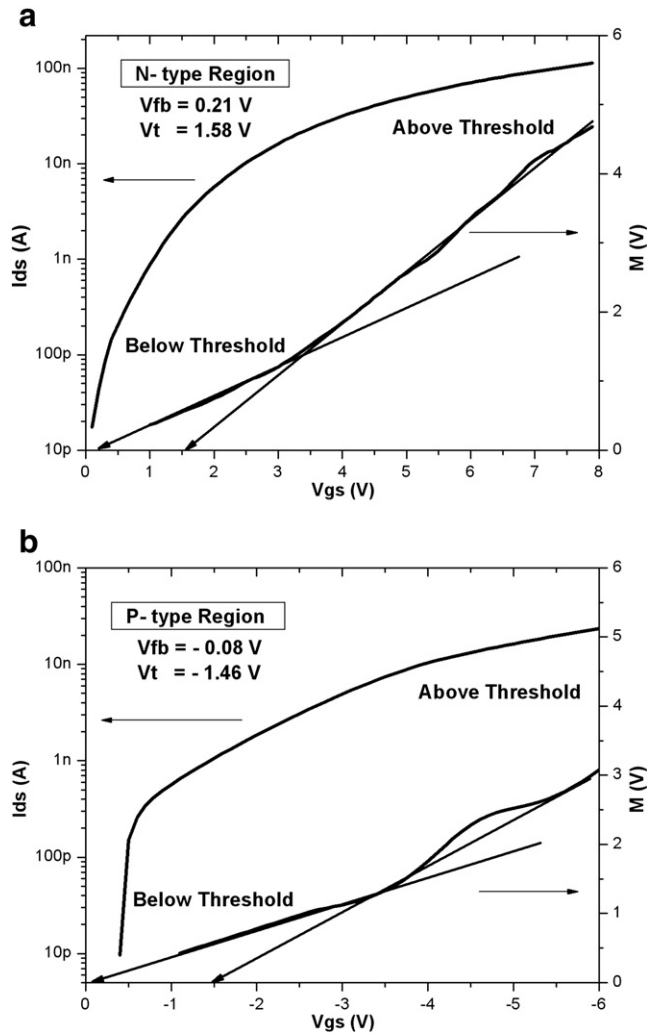 a
6
100n
N- type Region
Vfb = 0.21 V
Vt = 1.58 V
Above Threshold
10n
4
Ids (A)
M (V)
1n
2
Below Threshold
100p
10p
0
0 1 2 3 4 5 6 7 8
Vgs (V)
b
100n
6
P- type Region
Vfb = - 0.08 V
Vt = - 1.46 V
5
10n
Above Threshold
4
Ids (A)
M (V)
1n
3
2
100p
Below Threshold
1
10p
0
0 -1 -2 -3 -4 -5 -6
Vgs (V)